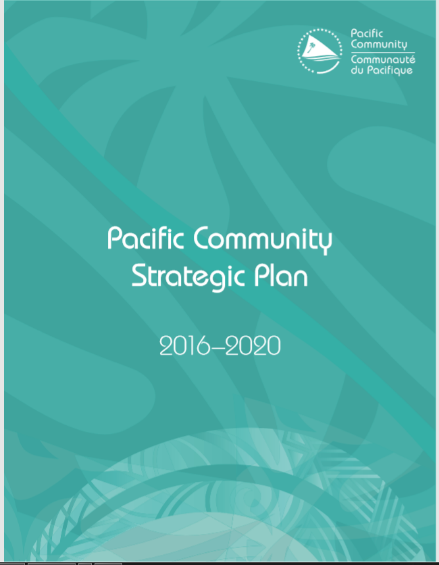 Pacific
Community
Communauté
du Pacifique
Pacific Community
Strategic Plan
2016–2020